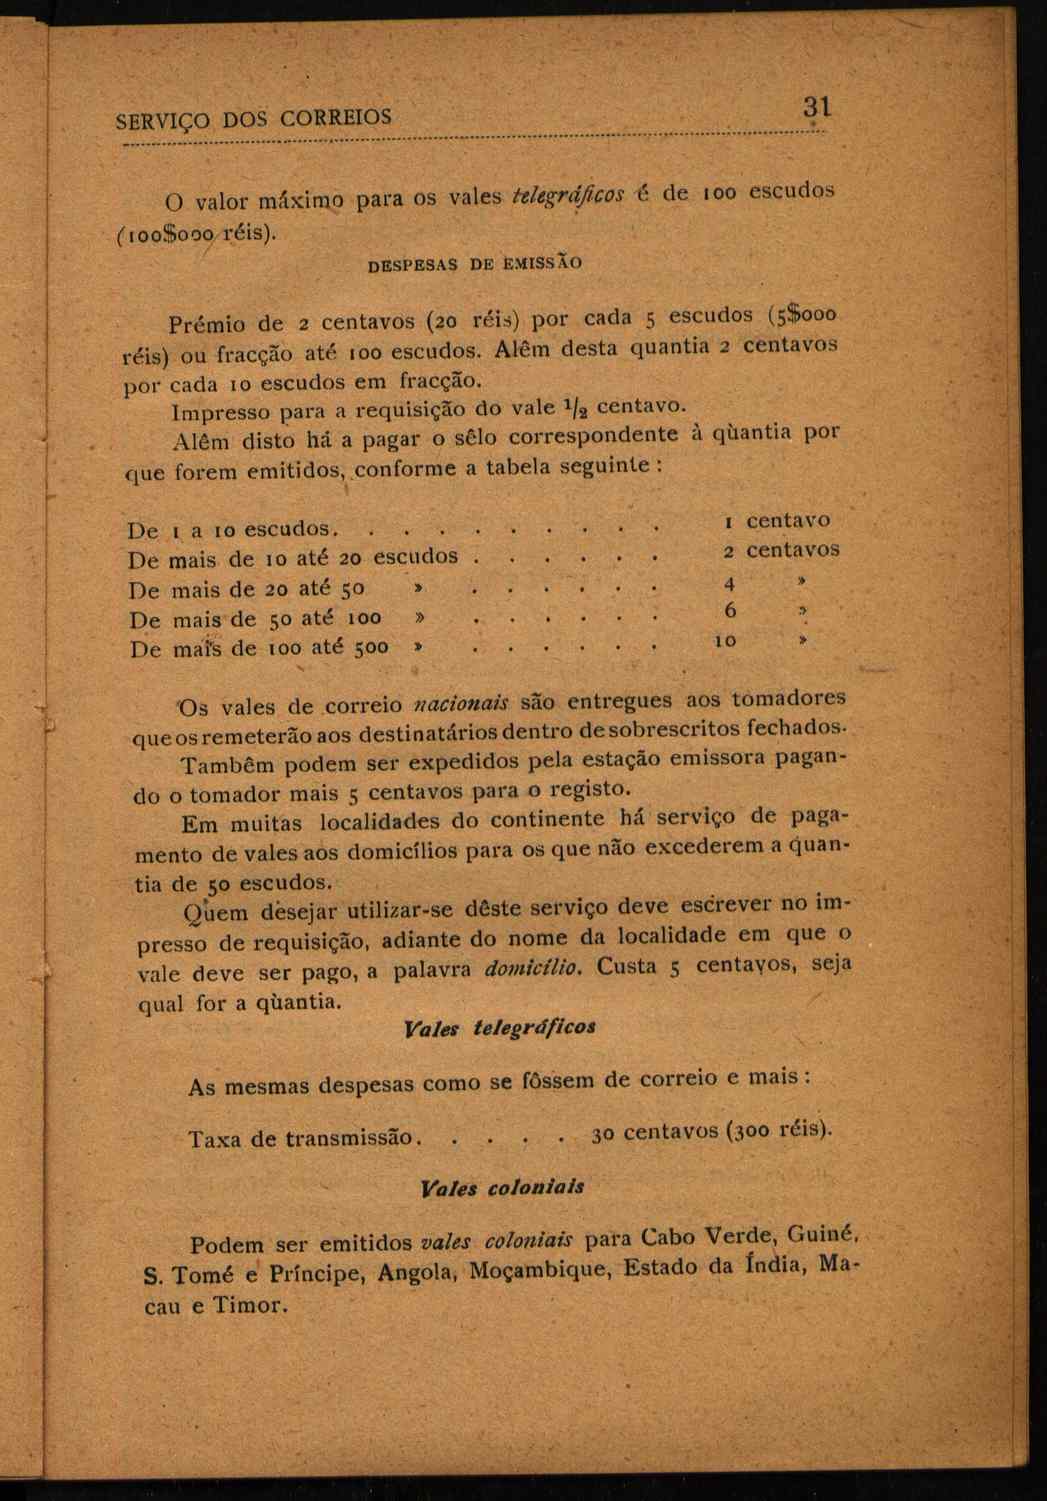 SERVIÇO DOS CORREIOS 31
O valor máximo para os vales telegráficos é de 100 escudos
(100$000 réis).
DESPESAS DE EMISSÃO
Prémio de 2 centavos (20 réis) por cada 5 escudos (5$000
réis) ou fracção até 100 escudos. Alêm desta quantia 2 centavos
por cada 10 escudos em fracção.
Impresso para a requisição do vale 1/2 centavo.
Alêm disto há a pagar o sêlo correspondente à qùantia por
que forem emitidos, conforme a tabela seguinte :
De 1 a 10 escudos. . . . . . . . . . 1 centavo
De mais de 10 até 20 escudos . . . . . . 2 centavos
De mais de 20 até 50 » . . . . . . 4 »
De mais de 50 até 100 » . . . . . . 6 »
De mais de 100 até 500 » . . . . . . 10 »
Os vales de correio nacionais são entregues aos tomadores
que os remeterão aos destinatários dentro de sobrescritos fechados.
Tambêm podem ser expedidos pela estação emissora pagan-
do o tomador mais 5 centavos para o registo.
Em muitas localidades do continente há serviço de paga-
mento de vales aos domicílios para os que não excederem a quan-
tia de 50 escudos.
Quem desejar utilizar-se dêste serviço deve escrever no im-
presso de requisição, adiante do nome da localidade em que o
vale deve ser pago, a palavra domicílio. Custa 5 centavos, seja
qual for a qùantia.
Vales telegráficos
As mesmas despesas como se fôssem de correio e mais :
Taxa de transmissão. . . . . 30 centavos (300 réis).
Vales coloniais
Podem ser emitidos vales coloniais para Cabo Verde, Guiné,
S. Tomé e Príncipe, Angola, Moçambique, Estado da Índia, Ma-
cau e Timor.